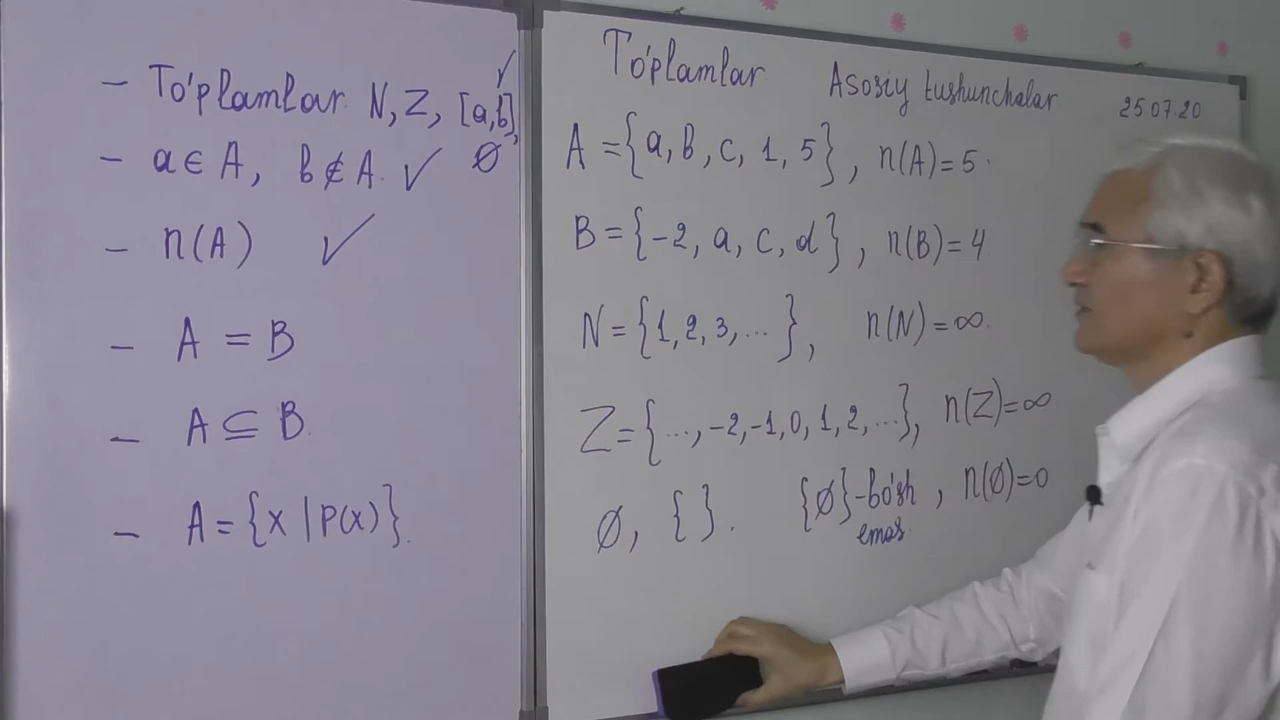 - To'plamlar N, Z, [a,b], ✓
∅
- a ∈ A, b ∉ A. ✓
- n(A) ✓
- A = B
- A ⊆ B.
- A = {x | P(x)}.
To'plamlar Asosiy tushunchalar 25.07.20
A = {a, b, c, 1, 5}, n(A) = 5.
B = {-2, a, c, d}, n(B) = 4
N = {1, 2, 3, ...}, n(N) = ∞.
Z = {..., -2, -1, 0, 1, 2, ...}, n(Z) = ∞
∅, { }. {∅} - bo'sh, n(∅) = 0
emas.